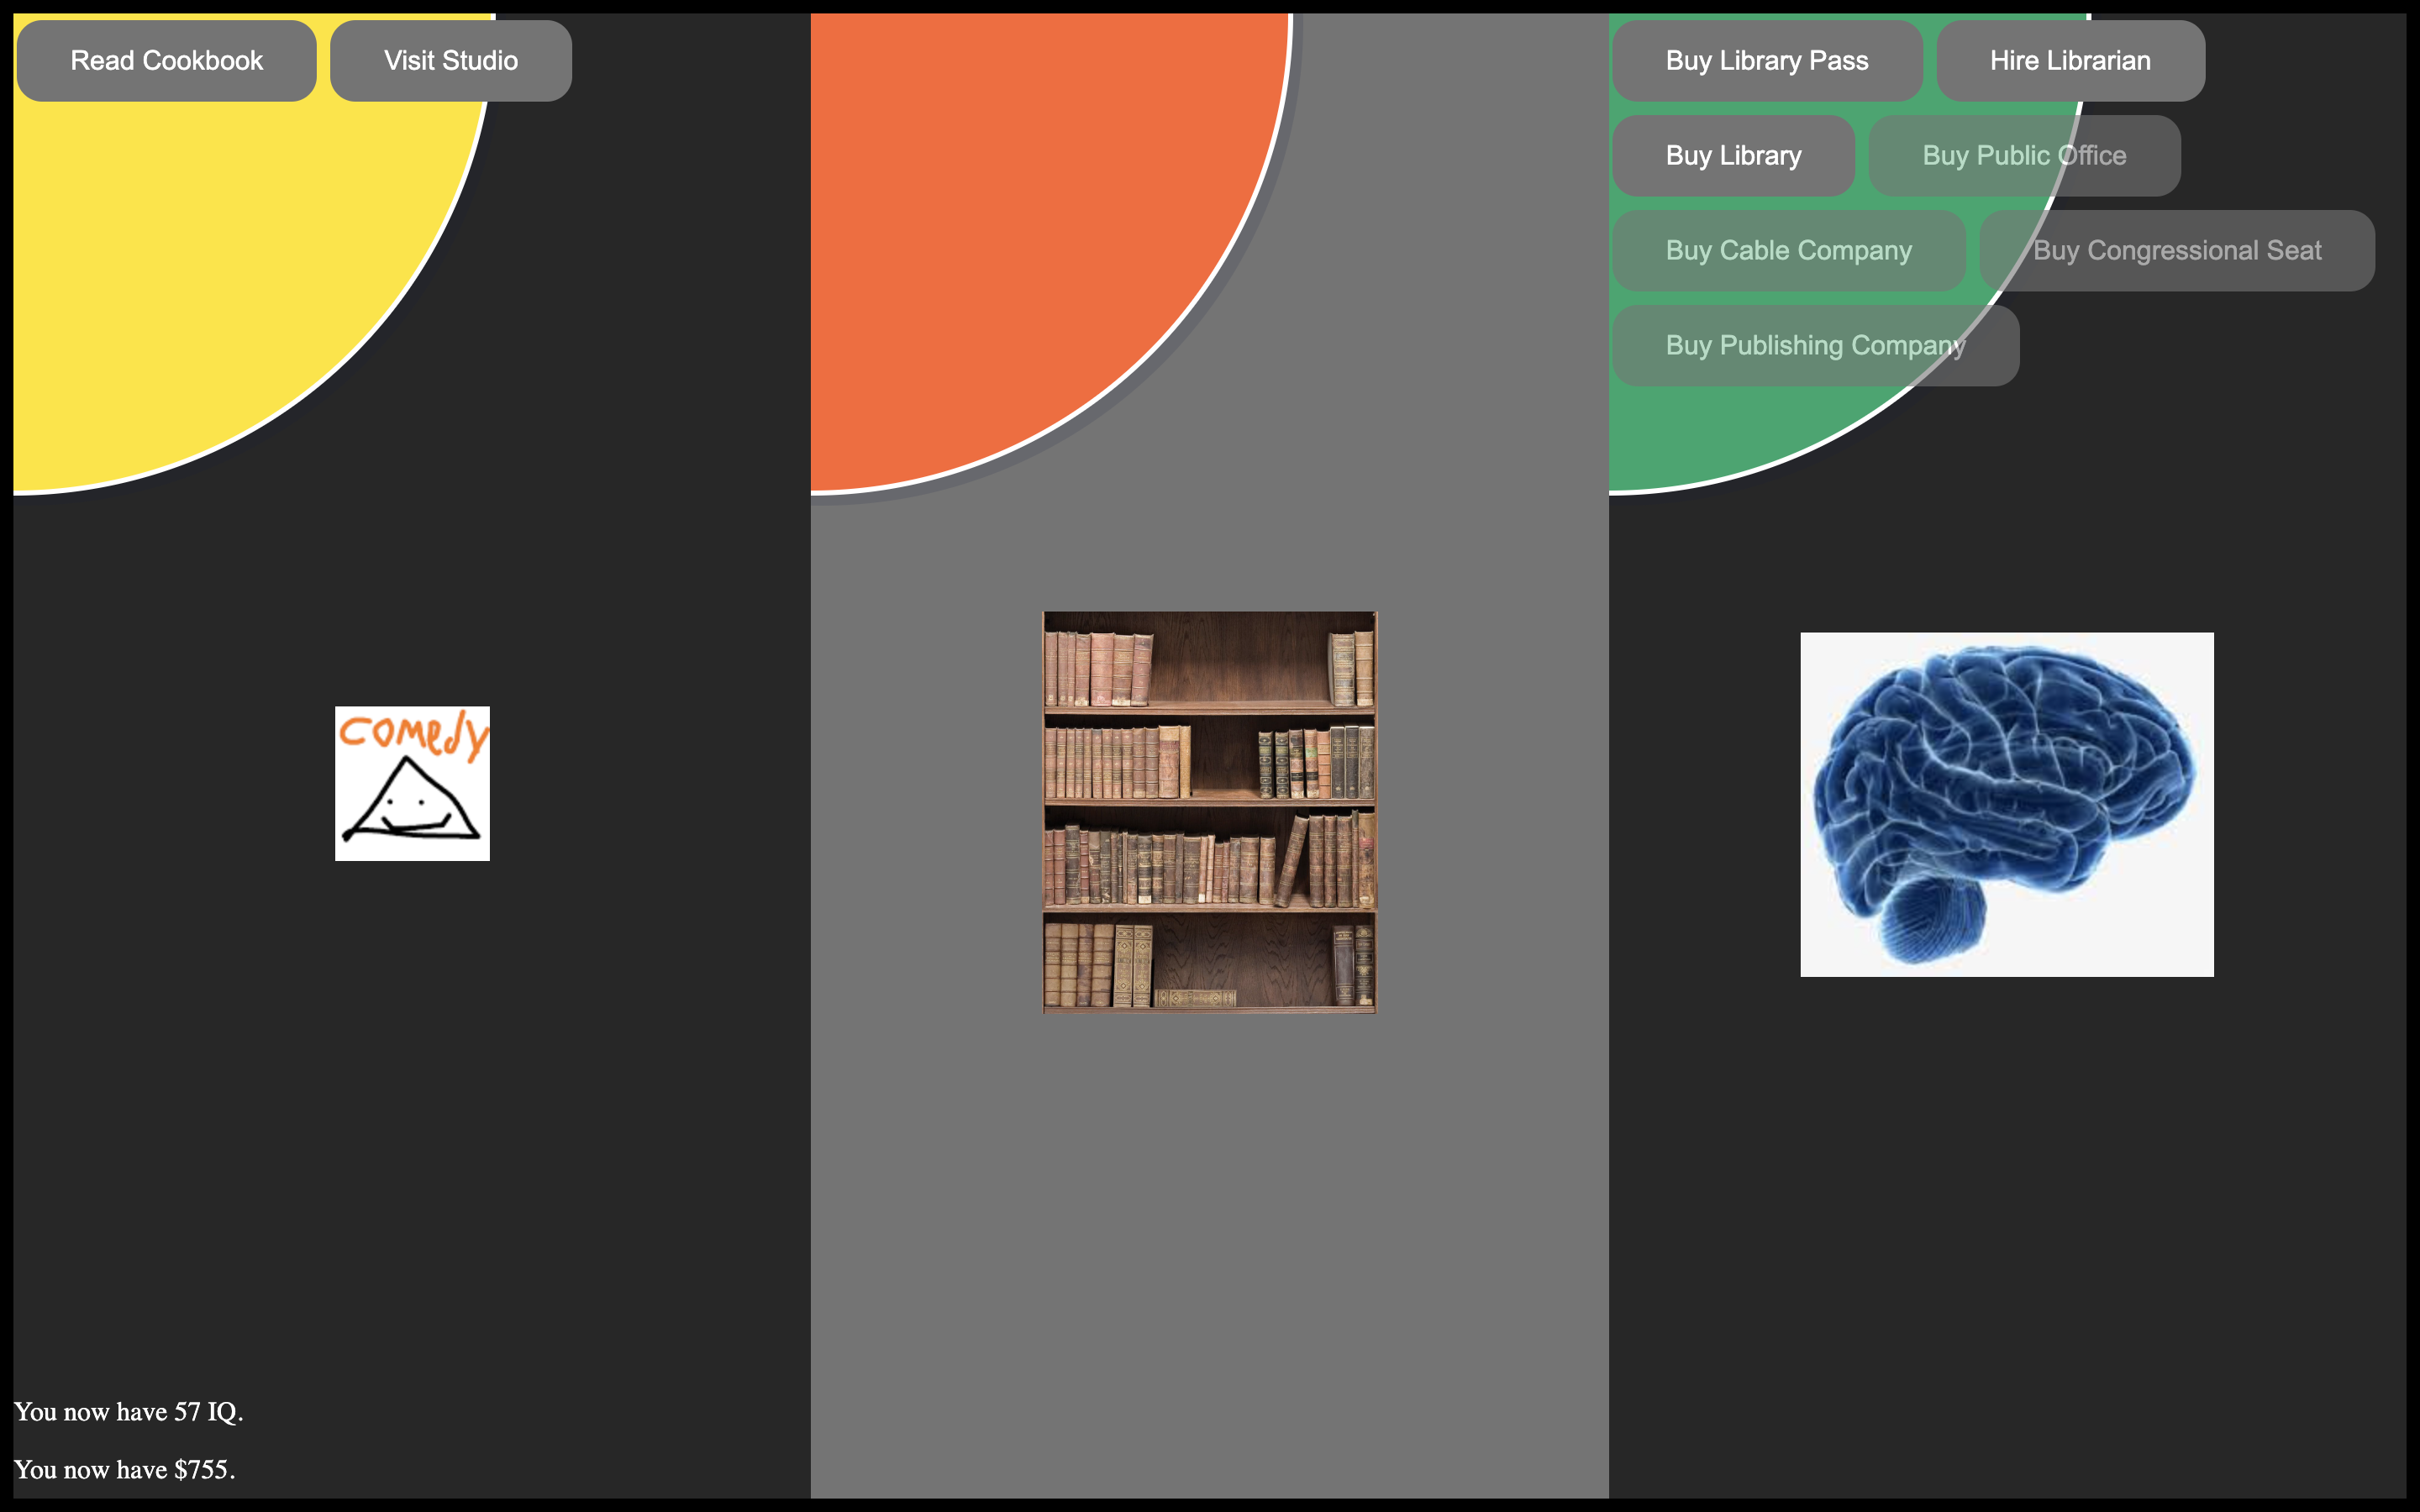 Read Cookbook
Visit Studio
Buy Library Pass
Hire Librarian
Buy Library
Buy Public Office
Buy Cable Company
Buy Congressional Seat
Buy Publishing Company
comedy
You now have 57 IQ.
You now have $755.